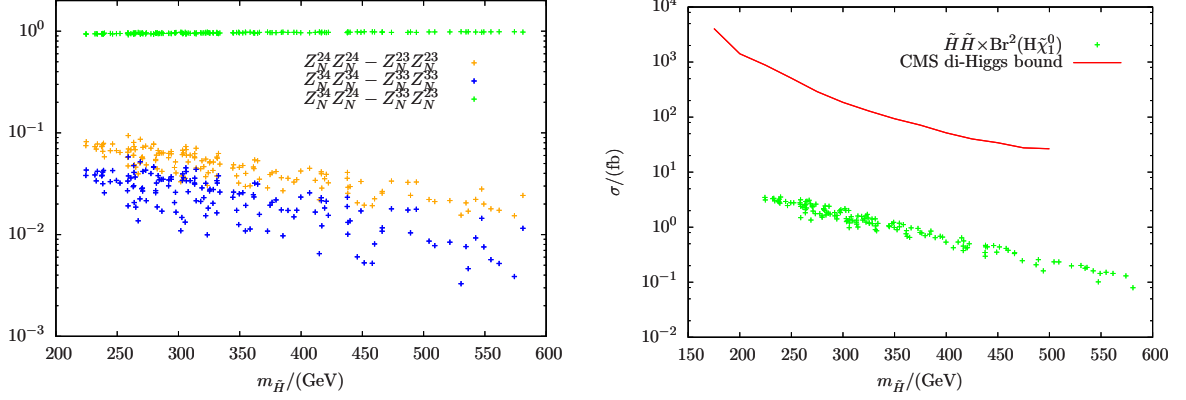 10^0
10^{-1}
10^{-2}
10^{-3}
200 250 300 350 400 450 500 550 600
m_{\tilde{H}}/(GeV)
Z_N^{24}Z_N^{24} − Z_N^{23}Z_N^{23}
Z_N^{34}Z_N^{34} − Z_N^{33}Z_N^{33}
Z_N^{34}Z_N^{24} − Z_N^{33}Z_N^{23}
σ/(fb)
10^4
10^3
10^2
10^1
10^0
10^{-1}
10^{-2}
150 200 250 300 350 400 450 500 550 600
m_{\tilde{H}}/(GeV)
\tilde{H}\tilde{H}×Br^2(H\tilde{χ}_1^0)
CMS di-Higgs bound